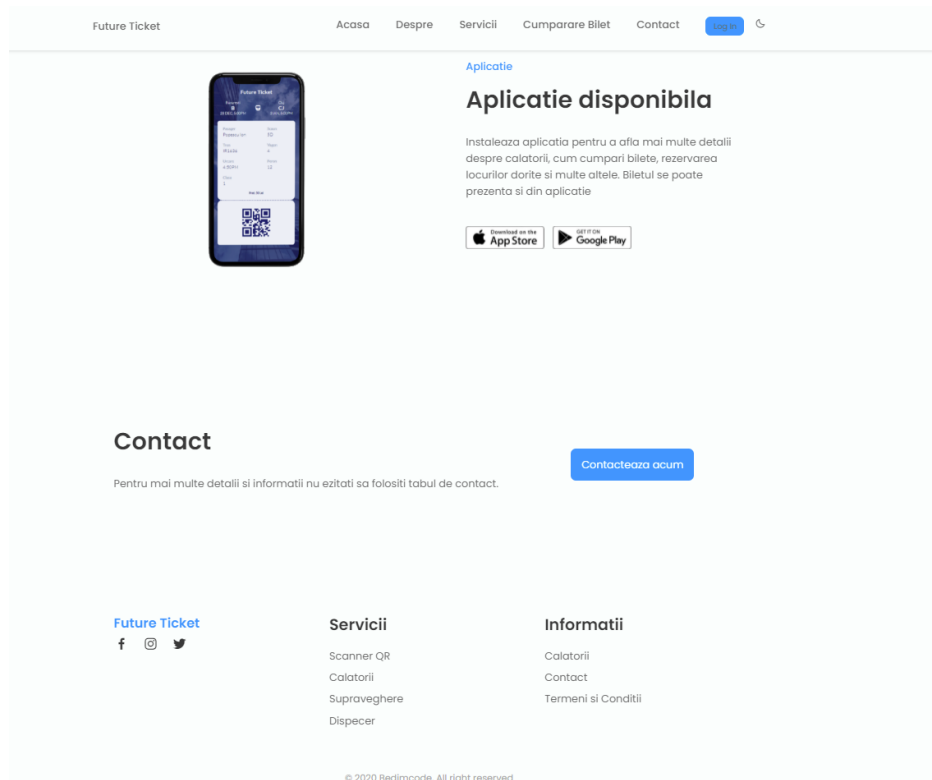 Future Ticket
Acasa
Despre
Servicii
Cumparare Bilet
Contact
Log In
Aplicatie
Aplicatie disponibila
Instaleaza aplicatia pentru a afla mai multe detalii
despre calatorii, cum cumpari bilete, rezervarea
locurilor dorite si multe altele. Biletul se poate
prezenta si din aplicatie
Download on the
App Store
GET IT ON
Google Play
Future Ticket
Contact
Pentru mai multe detalii si informatii nu ezitati sa folositi tabul de contact.
Contacteaza acum
Future Ticket
Servicii
Scanner QR
Calatorii
Supraveghere
Dispecer
Informatii
Calatorii
Contact
Termeni si Conditii
© 2020 Bedimcode. All right reserved